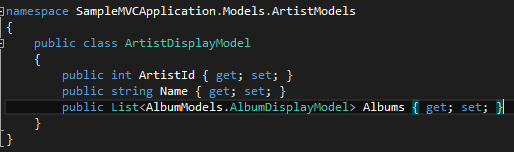 namespace SampleMVCApplication.Models.ArtistModels
{
public class ArtistDisplayModel
{
public int ArtistId { get; set; }
public string Name { get; set; }
public List<AlbumModels.AlbumDisplayModel> Albums { get; set; }
}
}